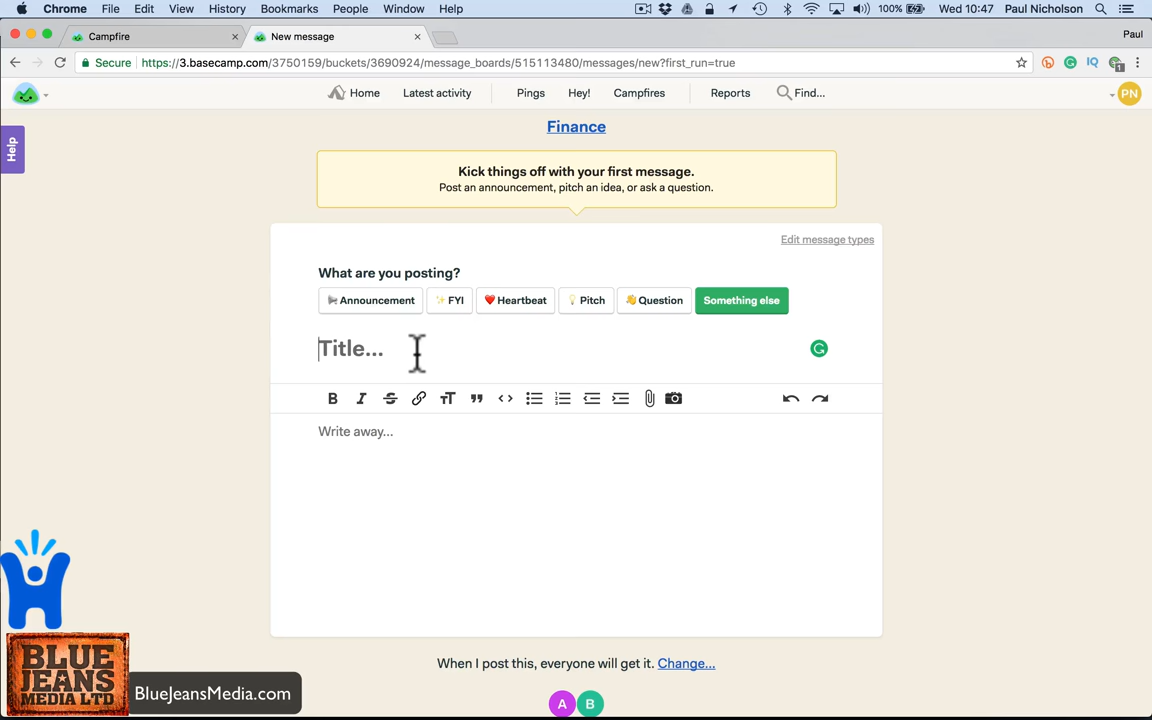 Chrome File Edit View History Bookmarks People Window Help 100% Wed 10:47 Paul Nicholson
Campfire New message Paul
Secure https://3.basecamp.com/3750159/buckets/3690924/message_boards/515113480/messages/new?first_run=true IQ 1
Home Latest activity Pings Hey! Campfires Reports Find... PN
Finance
Help
Kick things off with your first message.
Post an announcement, pitch an idea, or ask a question.
Edit message types
What are you posting?
Announcement FYI Heartbeat Pitch Question Something else
Title...
B I S
Write away...
When I post this, everyone will get it. Change...
A B
BLUE
JEANS
MEDIA LTD
BlueJeansMedia.com